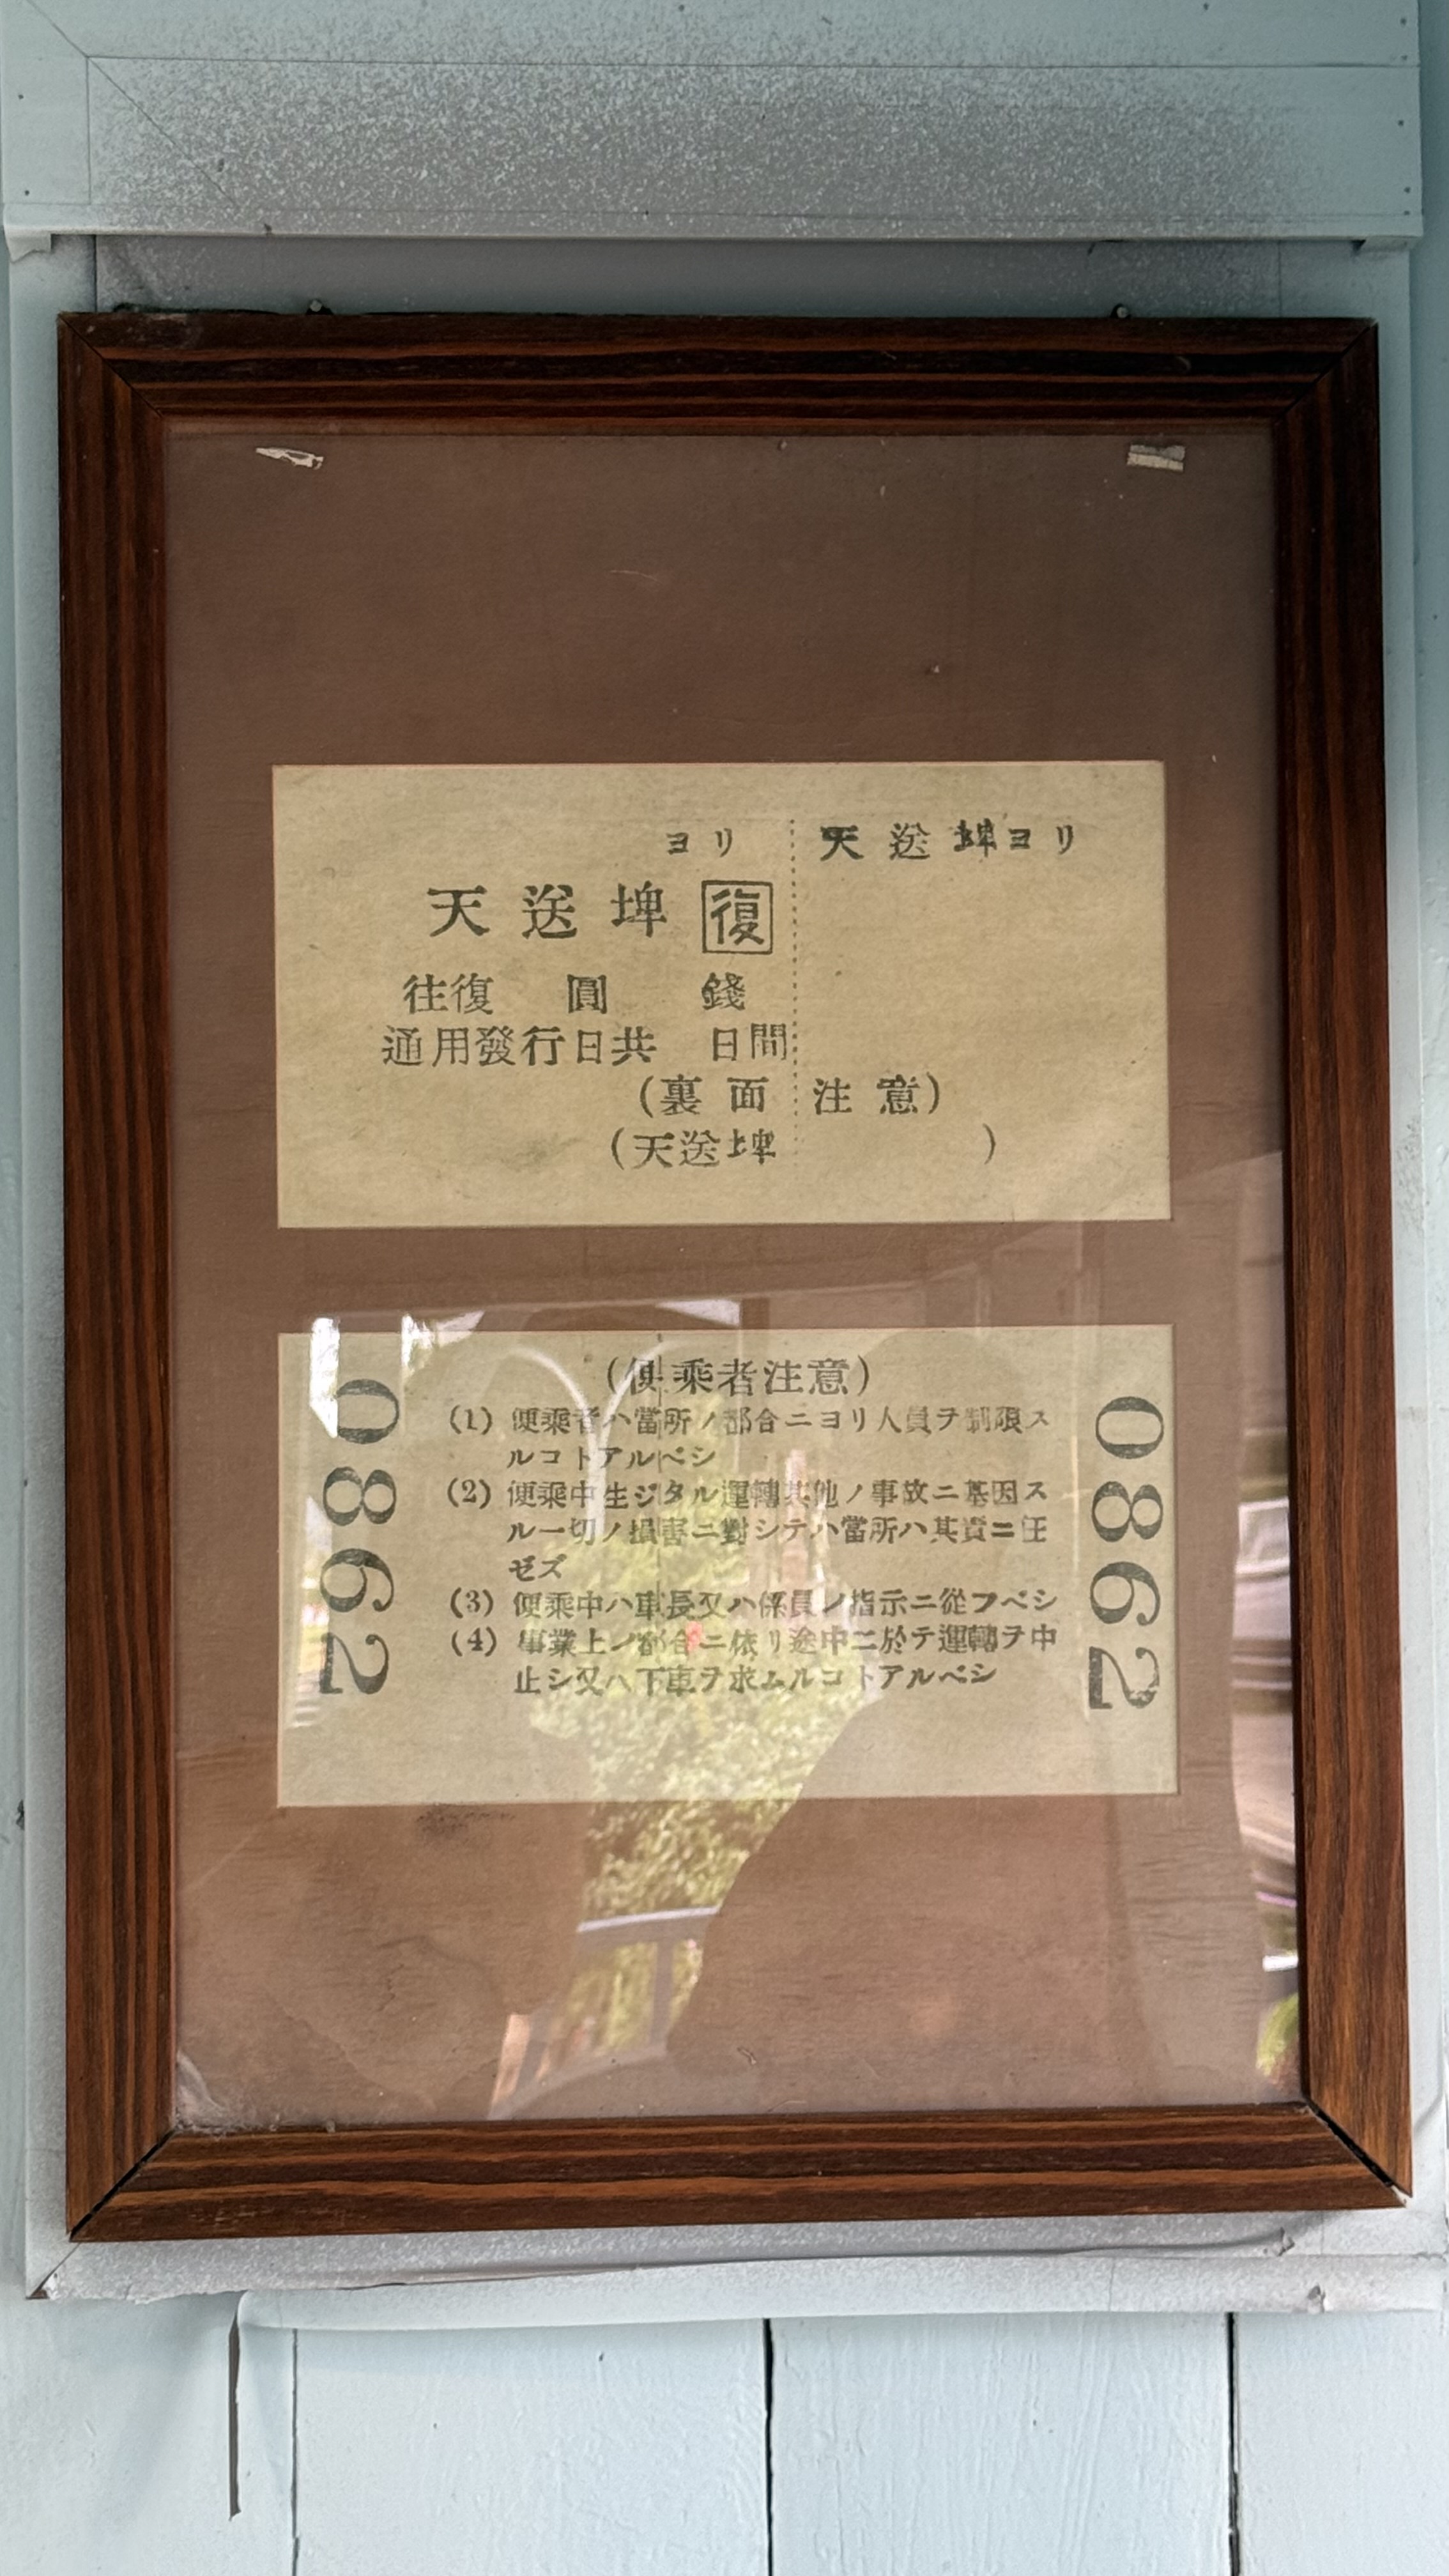 ヨリ 天送埤ヨリ
天送埤 復
往復 圓 錢
通用發行日共 日間
(裏面注意)
(天送埤 )
0862
(便乘者注意)
(1) 便乘者ハ當所ノ都合ニヨリ人員ヲ制限ス
ルコトアルベシ
(2) 便乘中生ジタル運轉其他ノ事故ニ基因ス
ル一切ノ損害ニ對シテハ當所ハ其責ニ任
ゼズ
(3) 便乘中ハ車長又ハ係員ノ指示ニ從フベシ
(4) 事業上ノ都合ニ依リ途中ニ於テ運轉ヲ中
止シ又ハ下車ヲ求ムルコトアルベシ
0862